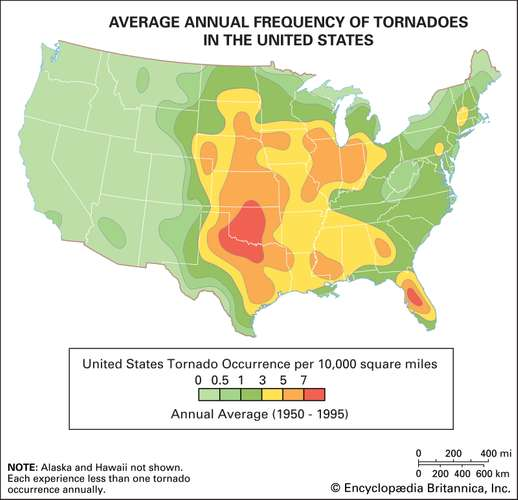 AVERAGE ANNUAL FREQUENCY OF TORNADOES
IN THE UNITED STATES
United States Tornado Occurrence per 10,000 square miles
0 0.5 1 3 5 7
Annual Average (1950 - 1995)
NOTE: Alaska and Hawaii not shown.
Each experience less than one tornado
occurrence annually.
0 200 400 mi
0 200 400 600 km
© Encyclopædia Britannica, Inc.